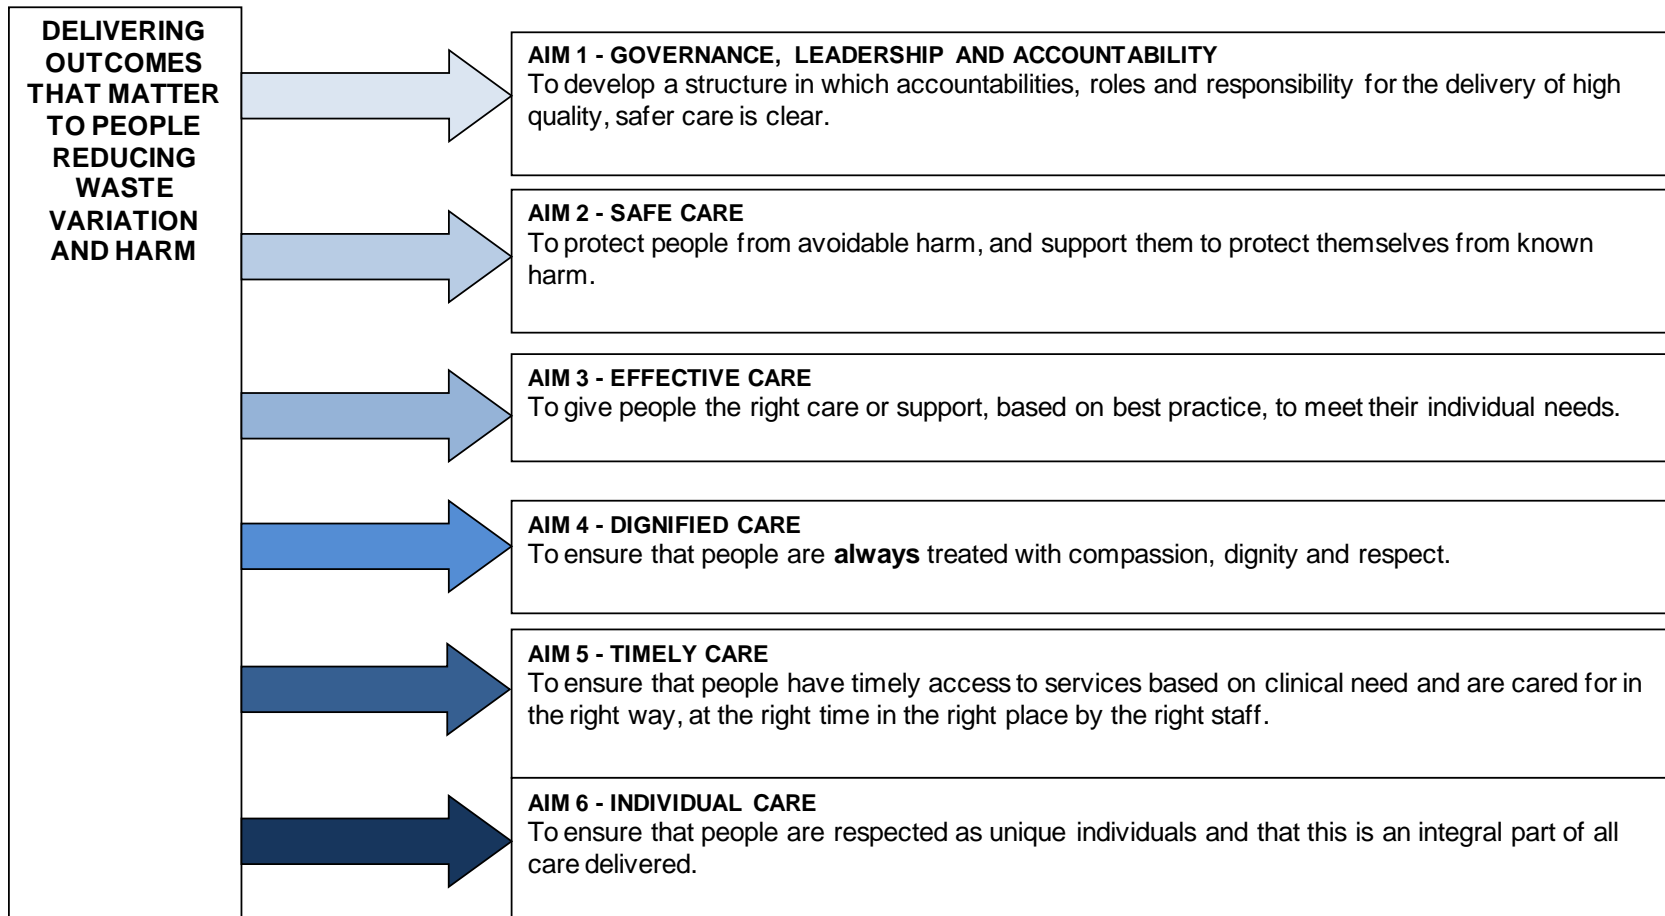 DELIVERING
OUTCOMES
THAT MATTER
TO PEOPLE
REDUCING
WASTE
VARIATION
AND HARM
AIM 1 - GOVERNANCE, LEADERSHIP AND ACCOUNTABILITY
To develop a structure in which accountabilities, roles and responsibility for the delivery of high
quality, safer care is clear.
AIM 2 - SAFE CARE
To protect people from avoidable harm, and support them to protect themselves from known
harm.
AIM 3 - EFFECTIVE CARE
To give people the right care or support, based on best practice, to meet their individual needs.
AIM 4 - DIGNIFIED CARE
To ensure that people are always treated with compassion, dignity and respect.
AIM 5 - TIMELY CARE
To ensure that people have timely access to services based on clinical need and are cared for in
the right way, at the right time in the right place by the right staff.
AIM 6 - INDIVIDUAL CARE
To ensure that people are respected as unique individuals and that this is an integral part of all
care delivered.